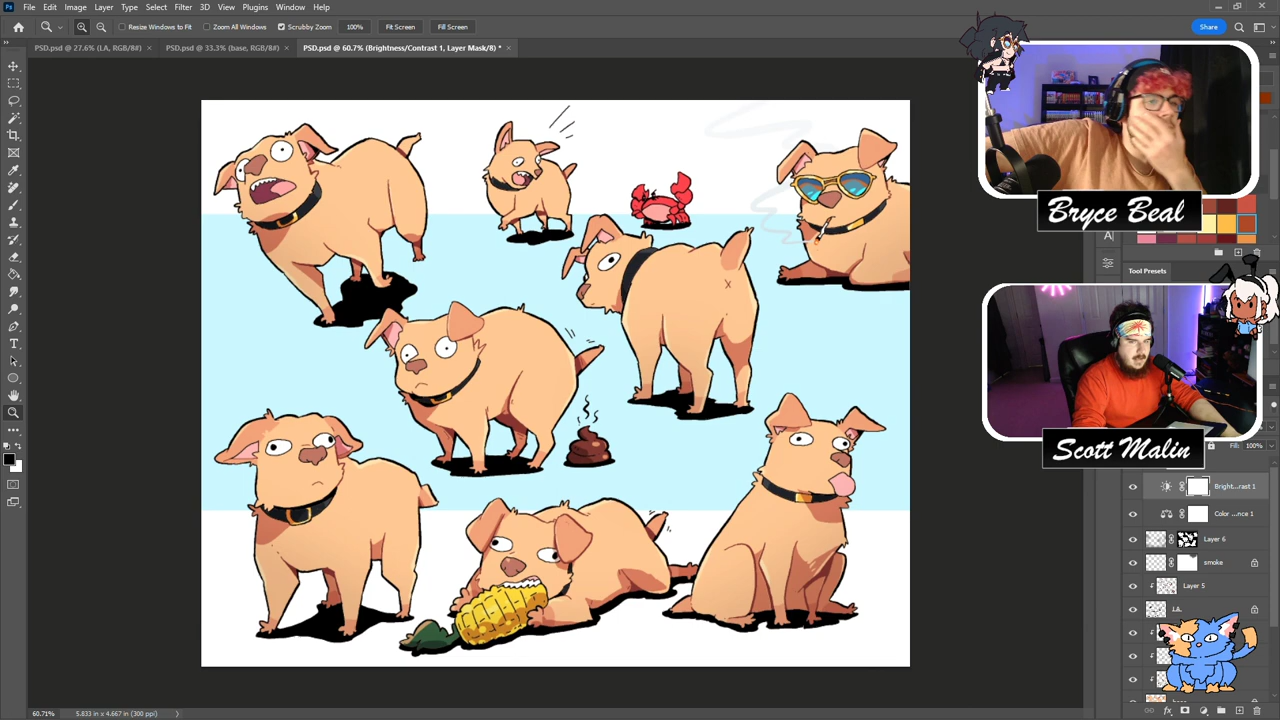 File Edit Image Layer Type Select Filter 3D View Plugins Window Help
Resize Windows to Fit Zoom All Windows Scrubby Zoom 100% Fit Screen Fill Screen Share
PSD.psd @ 27.6% (LA, RGB/8#) PSD.psd @ 33.3% (base, RGB/8#) PSD.psd @ 60.7% (Brightness/Contrast 1, Layer Mask/8) *
Bryce Beal
Tool Presets
Scott Malin
Fill: 100%
Bright...rast 1
Color ...nce 1
Layer 6
smoke
Layer 5
LA
60.71% 5.833 in x 4.667 in (300 ppi)